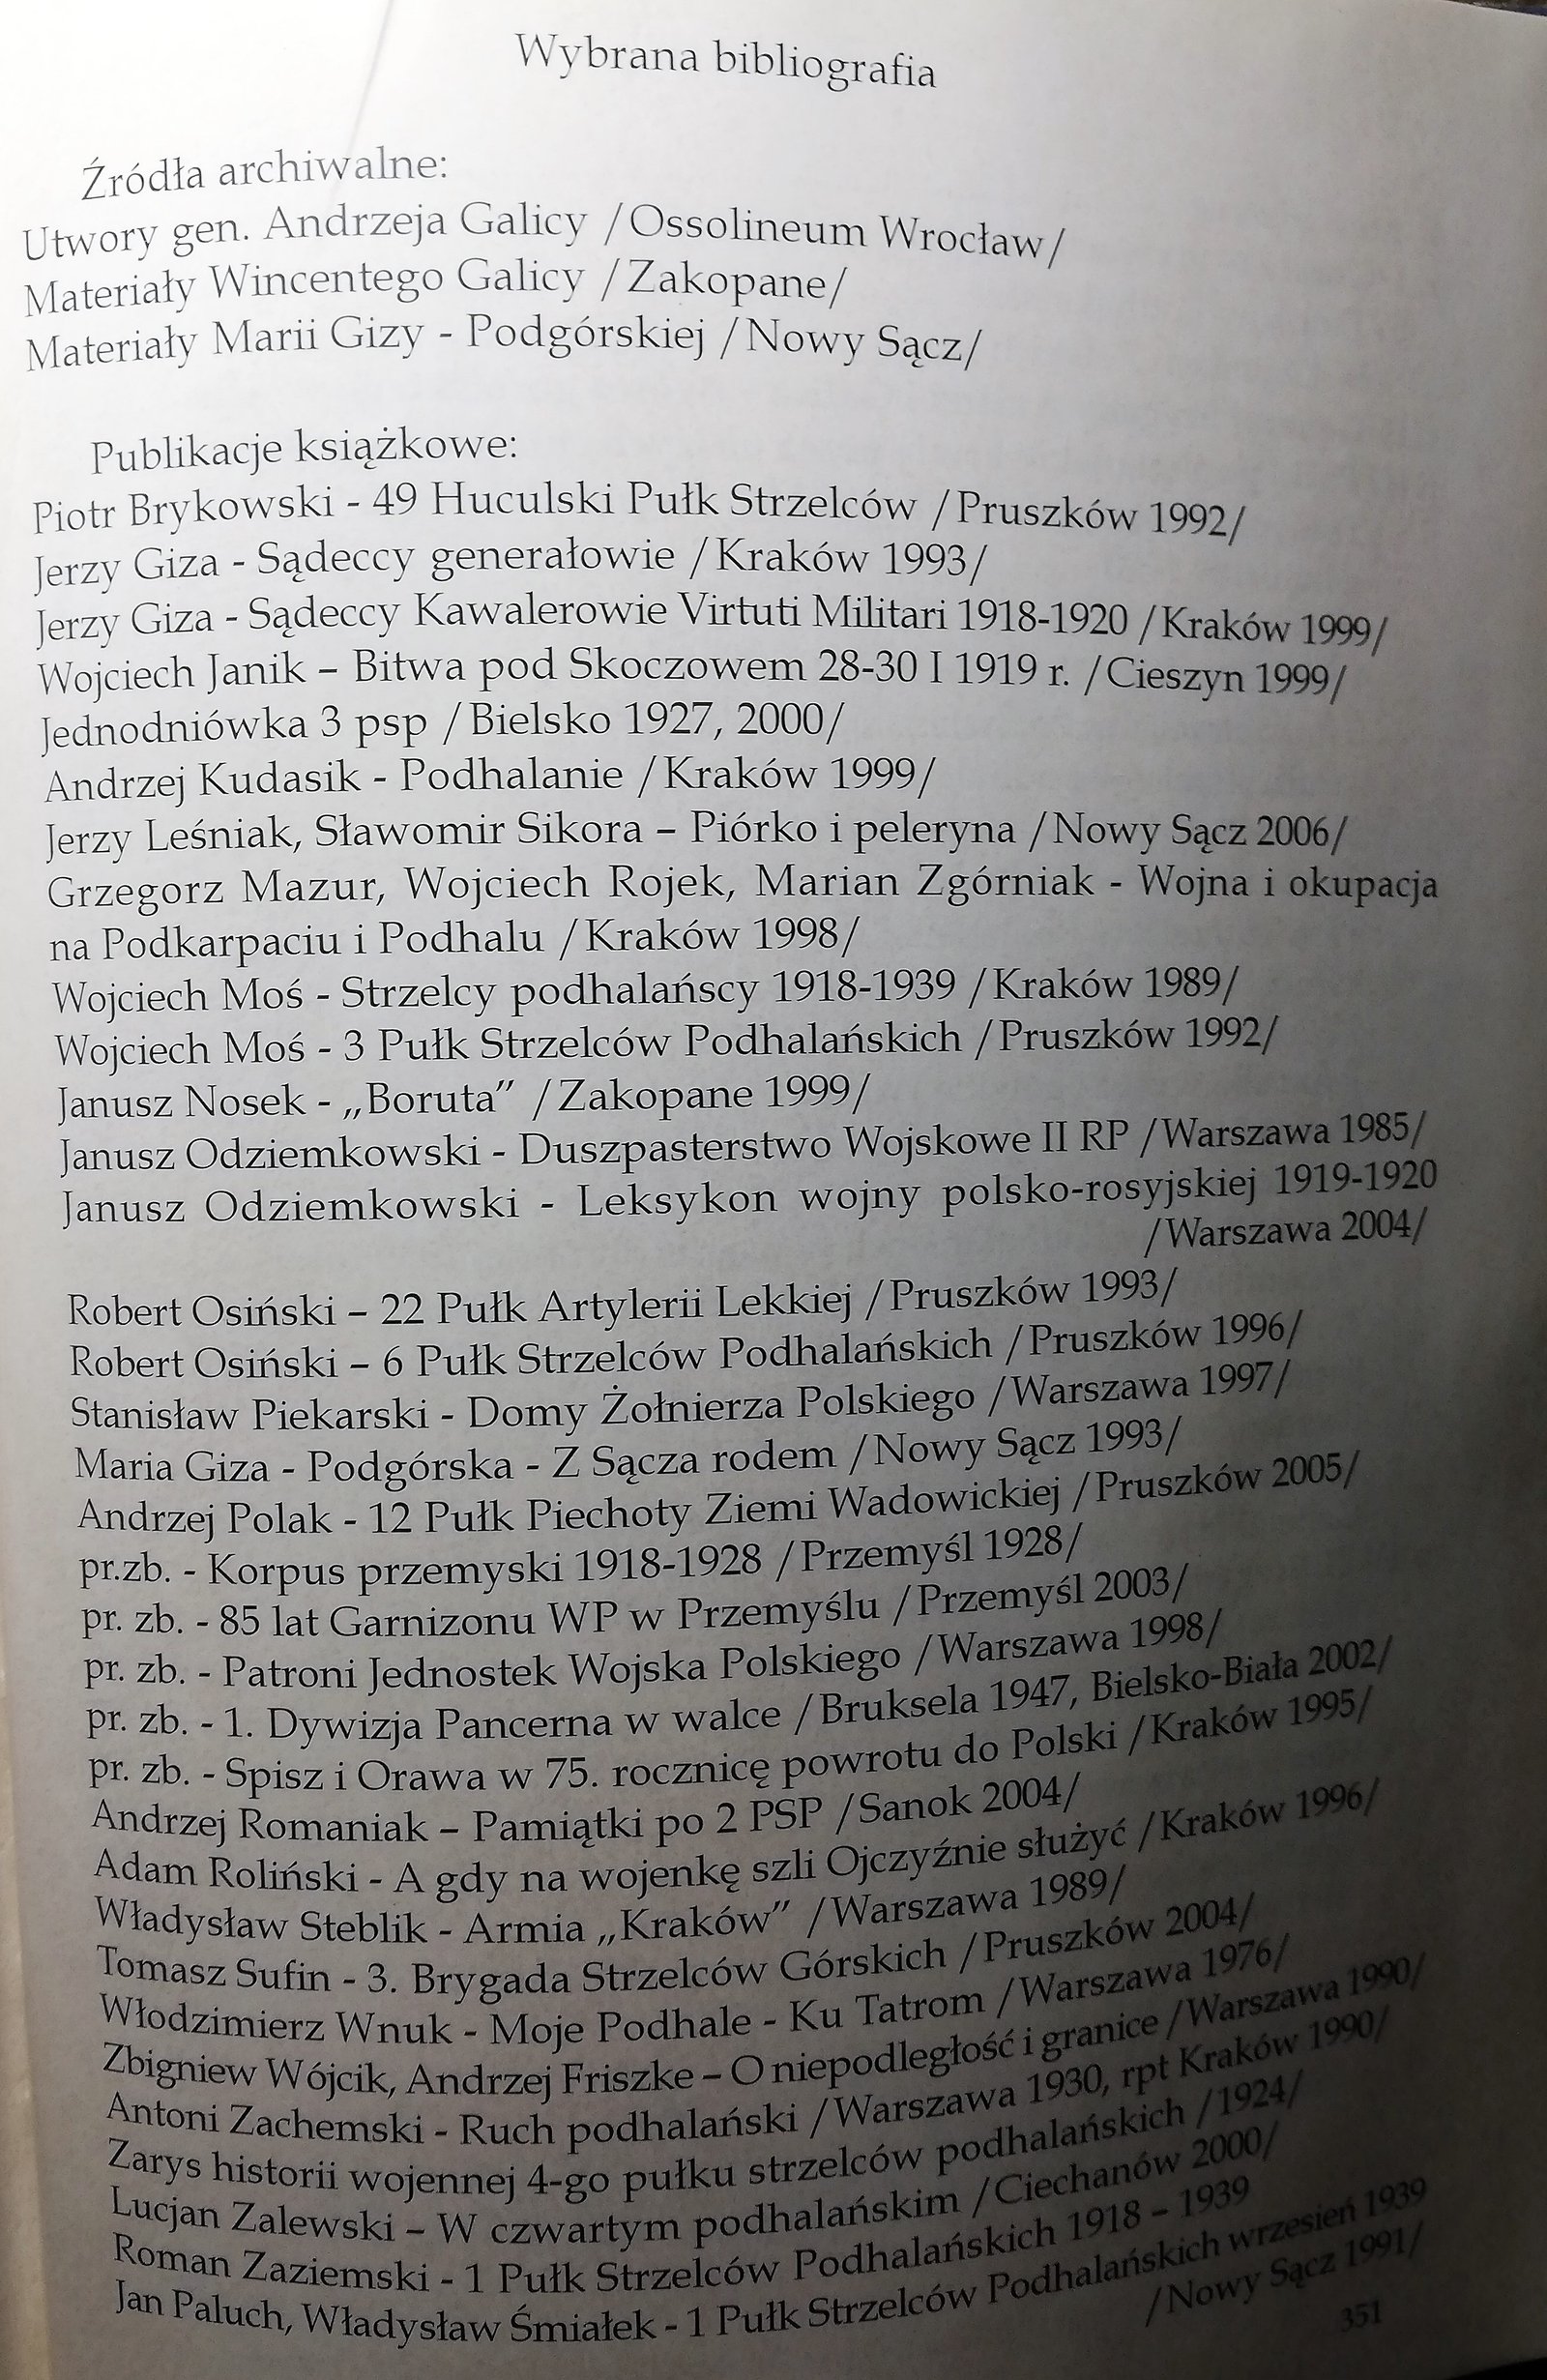 Wybrana bibliografia
Źródła archiwalne:
Utwory gen. Andrzeja Galicy /Ossolineum Wrocław/
Materiały Wincentego Galicy /Zakopane/
Materiały Marii Gizy - Podgórskiej /Nowy Sącz/
Publikacje książkowe:
Piotr Brykowski - 49 Huculski Pułk Strzelców /Pruszków 1992/
Jerzy Giza - Sądeccy generałowie /Kraków 1993/
Jerzy Giza - Sądeccy Kawalerowie Virtuti Militari 1918-1920 /Kraków 1999/
Wojciech Janik – Bitwa pod Skoczowem 28-30 I 1919 r. /Cieszyn 1999/
Jednodniówka 3 psp /Bielsko 1927, 2000/
Andrzej Kudasik - Podhalanie /Kraków 1999/
Jerzy Leśniak, Sławomir Sikora – Piórko i peleryna /Nowy Sącz 2006/
Grzegorz Mazur, Wojciech Rojek, Marian Zgórniak - Wojna i okupacja
na Podkarpaciu i Podhalu /Kraków 1998/
Wojciech Moś - Strzelcy podhalańscy 1918-1939 /Kraków 1989/
Wojciech Moś - 3 Pułk Strzelców Podhalańskich /Pruszków 1992/
Janusz Nosek - „Boruta” /Zakopane 1999/
Janusz Odziemkowski - Duszpasterstwo Wojskowe II RP /Warszawa 1985/
Janusz Odziemkowski - Leksykon wojny polsko-rosyjskiej 1919-1920
/Warszawa 2004/
Robert Osiński – 22 Pułk Artylerii Lekkiej /Pruszków 1993/
Robert Osiński – 6 Pułk Strzelców Podhalańskich /Pruszków 1996/
Stanisław Piekarski - Domy Żołnierza Polskiego /Warszawa 1997/
Maria Giza - Podgórska - Z Sącza rodem /Nowy Sącz 1993/
Andrzej Polak - 12 Pułk Piechoty Ziemi Wadowickiej /Pruszków 2005/
pr.zb. - Korpus przemyski 1918-1928 /Przemyśl 1928/
pr. zb. - 85 lat Garnizonu WP w Przemyślu /Przemyśl 2003/
pr. zb. - Patroni Jednostek Wojska Polskiego /Warszawa 1998/
pr. zb. - 1. Dywizja Pancerna w walce /Bruksela 1947, Bielsko-Biała 2002/
pr. zb. - Spisz i Orawa w 75. rocznicę powrotu do Polski /Kraków 1995/
Andrzej Romaniak – Pamiątki po 2 PSP /Sanok 2004/
Adam Roliński - A gdy na wojenkę szli Ojczyźnie służyć /Kraków 1996/
Władysław Steblik - Armia „Kraków” /Warszawa 1989/
Tomasz Sufin - 3. Brygada Strzelców Górskich /Pruszków 2004/
Włodzimierz Wnuk - Moje Podhale - Ku Tatrom /Warszawa 1976/
Zbigniew Wójcik, Andrzej Friszke – O niepodległość i granice /Warszawa 1990/
Antoni Zachemski - Ruch podhalański /Warszawa 1930, rpt Kraków 1990/
Zarys historii wojennej 4-go pułku strzelców podhalańskich /1924/
Lucjan Zalewski – W czwartym podhalańskim /Ciechanów 2000/
Roman Zaziemski - 1 Pułk Strzelców Podhalańskich 1918 – 1939
Jan Paluch, Władysław Śmiałek - 1 Pułk Strzelców Podhalańskich wrzesień 1939
/Nowy Sącz 1991/
351